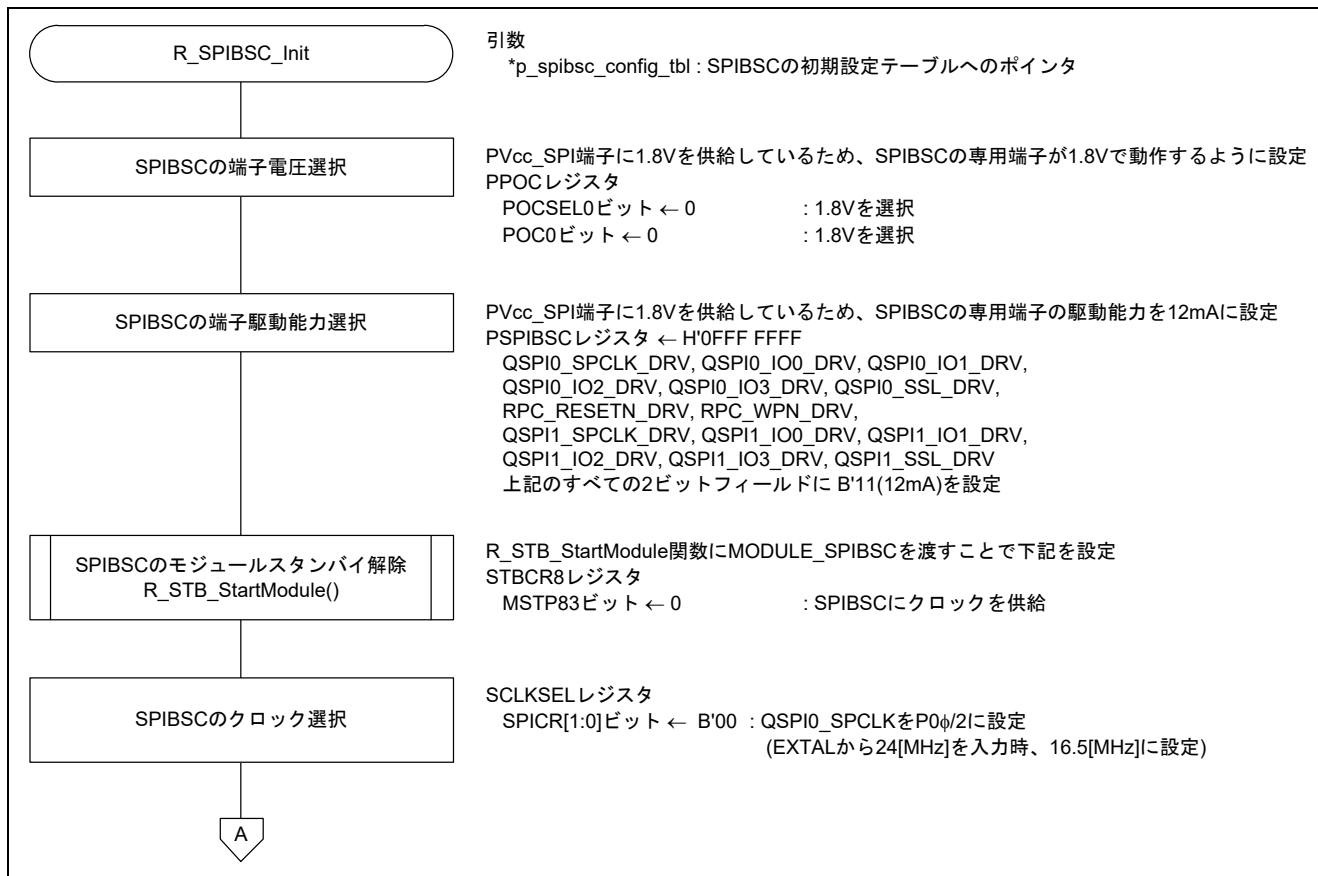 R_SPIBSC_Init
引数
*p_spibsc_config_tbl : SPIBSCの初期設定テーブルへのポインタ
SPIBSCの端子電圧選択
PVcc_SPI端子に1.8Vを供給しているため、SPIBSCの専用端子が1.8Vで動作するように設定
PPOCレジスタ
POCSEL0ビット ← 0 : 1.8Vを選択
POC0ビット ← 0 : 1.8Vを選択
SPIBSCの端子駆動能力選択
PVcc_SPI端子に1.8Vを供給しているため、SPIBSCの専用端子の駆動能力を12mAに設定
PSPIBSCレジスタ ← H'0FFF FFFF
QSPI0_SPCLK_DRV, QSPI0_IO0_DRV, QSPI0_IO1_DRV,
QSPI0_IO2_DRV, QSPI0_IO3_DRV, QSPI0_SSL_DRV,
RPC_RESETN_DRV, RPC_WPN_DRV,
QSPI1_SPCLK_DRV, QSPI1_IO0_DRV, QSPI1_IO1_DRV,
QSPI1_IO2_DRV, QSPI1_IO3_DRV, QSPI1_SSL_DRV
上記のすべての2ビットフィールドに B'11(12mA)を設定
SPIBSCのモジュールスタンバイ解除
R_STB_StartModule()
R_STB_StartModule関数にMODULE_SPIBSCを渡すことで下記を設定
STBCR8レジスタ
MSTP83ビット ← 0 : SPIBSCにクロックを供給
SPIBSCのクロック選択
SCLKSELレジスタ
SPICR[1:0]ビット ← B'00 : QSPI0_SPCLKをP0ϕ/2に設定
(EXTALから24[MHz]を入力時、16.5[MHz]に設定)
A